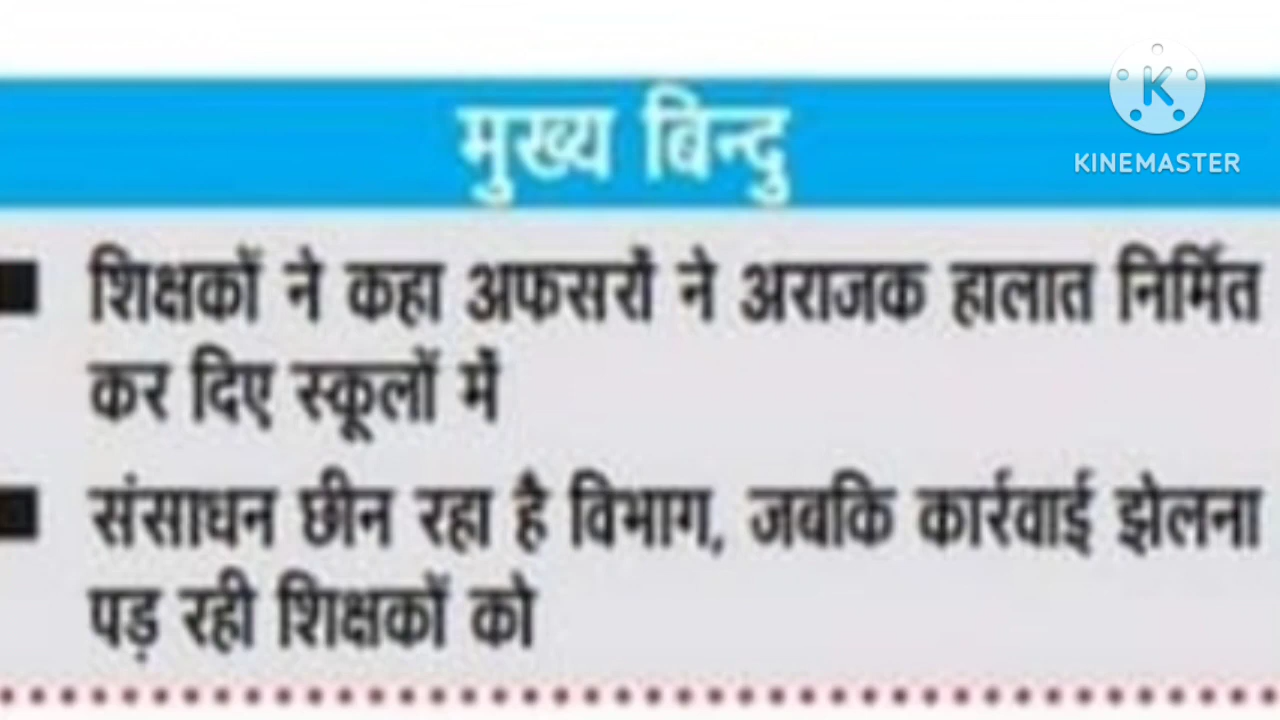 मुख्य बिन्दु
KINEMASTER
■ शिक्षकों ने कहा अफसरों ने अराजक हालात निर्मित
कर दिए स्कूलों में
■ संसाधन छीन रहा है विभाग, जबकि कार्रवाई झेलना
पड़ रही शिक्षकों को